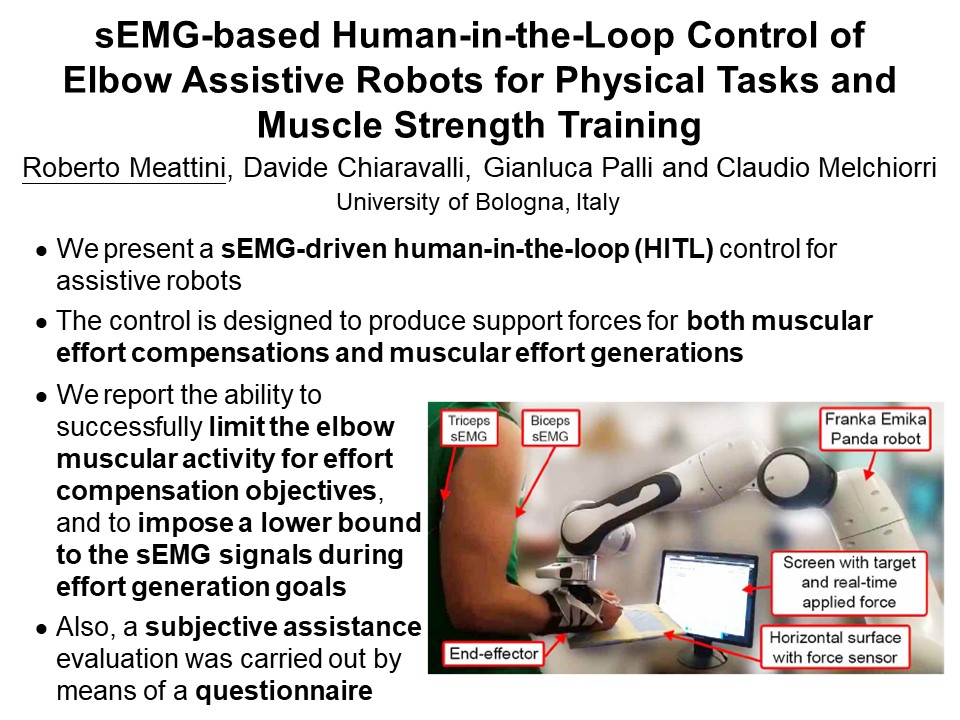 sEMG-based Human-in-the-Loop Control of
Elbow Assistive Robots for Physical Tasks and
Muscle Strength Training
Roberto Meattini, Davide Chiaravalli, Gianluca Palli and Claudio Melchiorri
University of Bologna, Italy
• We present a sEMG-driven human-in-the-loop (HITL) control for
assistive robots
• The control is designed to produce support forces for both muscular
effort compensations and muscular effort generations
• We report the ability to
successfully limit the elbow
muscular activity for effort
compensation objectives,
and to impose a lower bound
to the sEMG signals during
effort generation goals
• Also, a subjective assistance
evaluation was carried out by
means of a questionnaire
Triceps
sEMG
Biceps
sEMG
Franka Emika
Panda robot
Screen with target
and real-time
applied force
End-effector
Horizontal surface
with force sensor